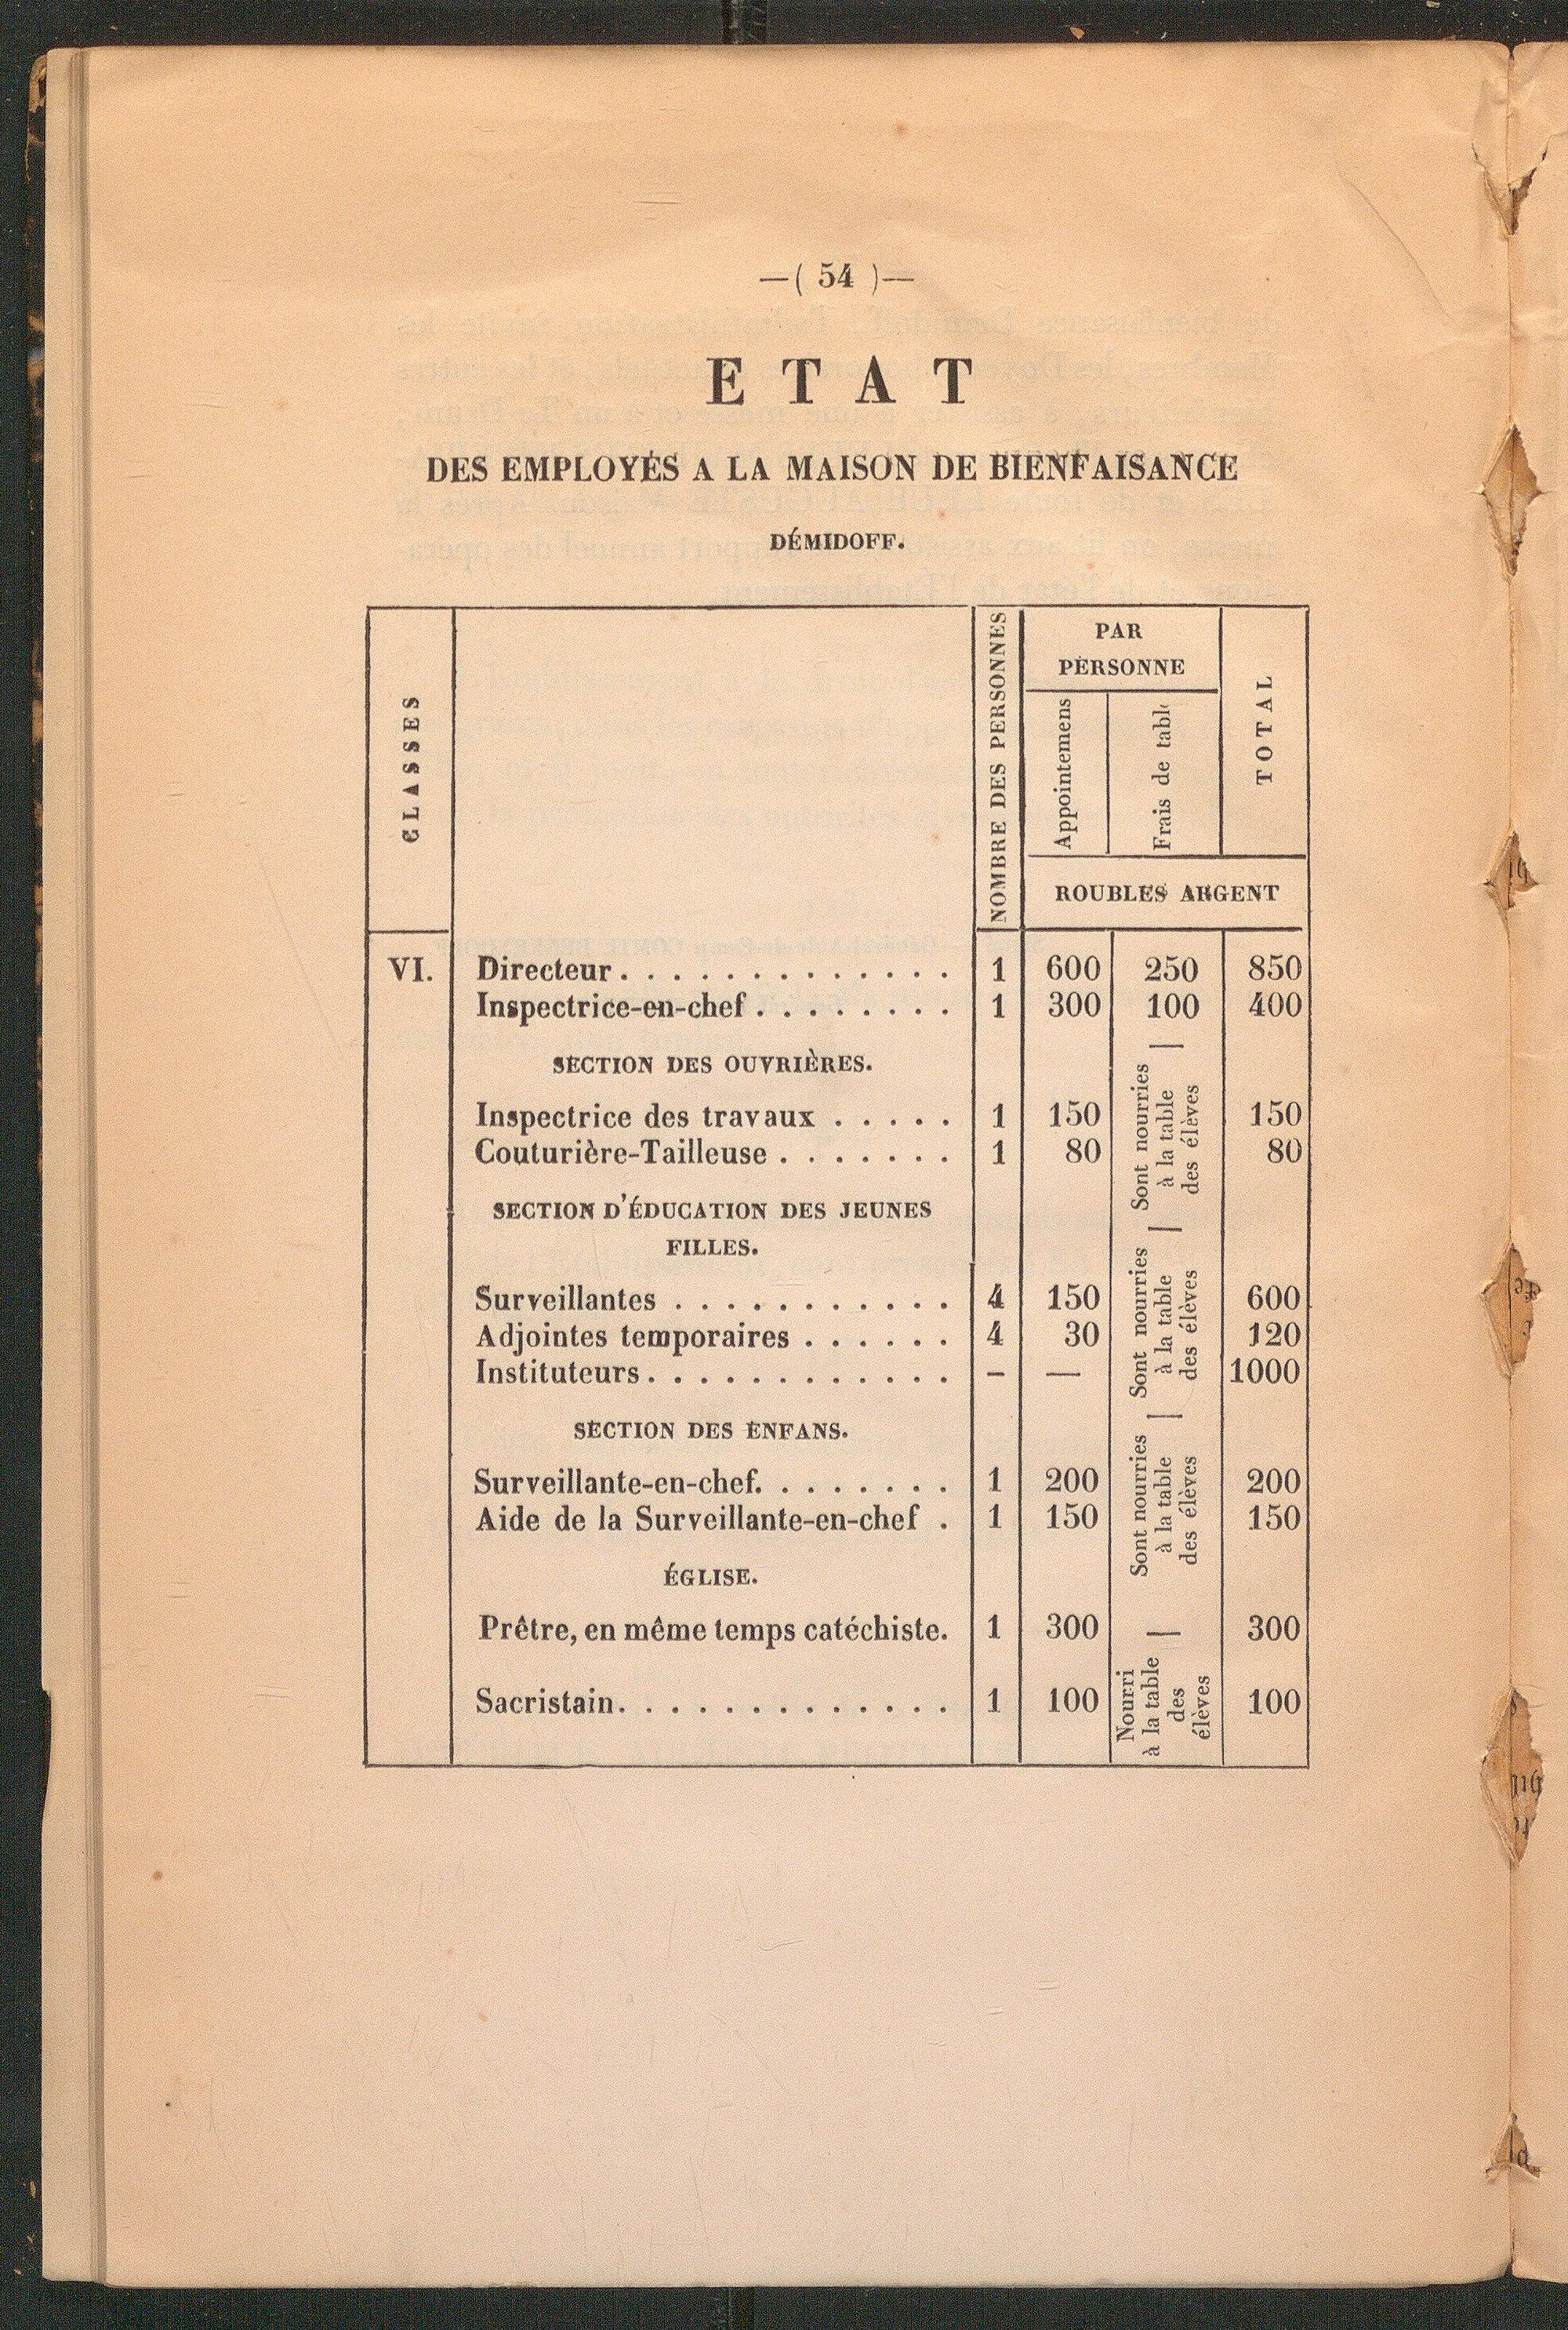 —( 54 )—
ETAT
DES EMPLOYÉS A LA MAISON DE BIENFAISANCE
DÉMIDOFF.
CLASSES
NOMBRE DES PERSONNES
PAR
PERSONNE
Appointemens
Frais de table
TOTAL
ROUBLES ARGENT
VI. Directeur. . . . . . . . . . . . . 1 600 250 850
Inspectrice-en-chef . . . . . . . . 1 300 100 400
SECTION DES OUVRIÈRES.
Inspectrice des travaux . . . . . 1 150 150
Couturière-Tailleuse . . . . . . . 1 80 80
Sont nourries
à la table
des élèves
SECTION D'ÉDUCATION DES JEUNES
FILLES.
Surveillantes . . . . . . . . . . . 4 150 600
Adjointes temporaires . . . . . . 4 30 120
Instituteurs. . . . . . . . . . . . – — 1000
Sont nourries
à la table
des élèves
SECTION DES ENFANS.
Surveillante-en-chef. . . . . . . . 1 200 200
Aide de la Surveillante-en-chef . 1 150 150
Sont nourries
à la table
des élèves
ÉGLISE.
Prêtre, en même temps catéchiste. 1 300 — 300
Sacristain. . . . . . . . . . . . . 1 100 100
Nourri
à la table
des
élèves